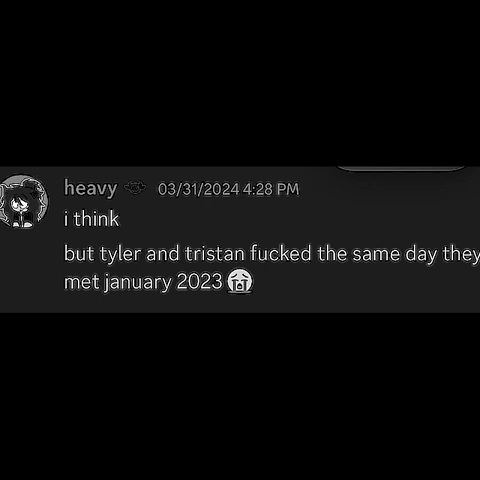 heavy 03/31/2024 4:28 PM
i think
but tyler and tristan fucked the same day they
met january 2023 😭